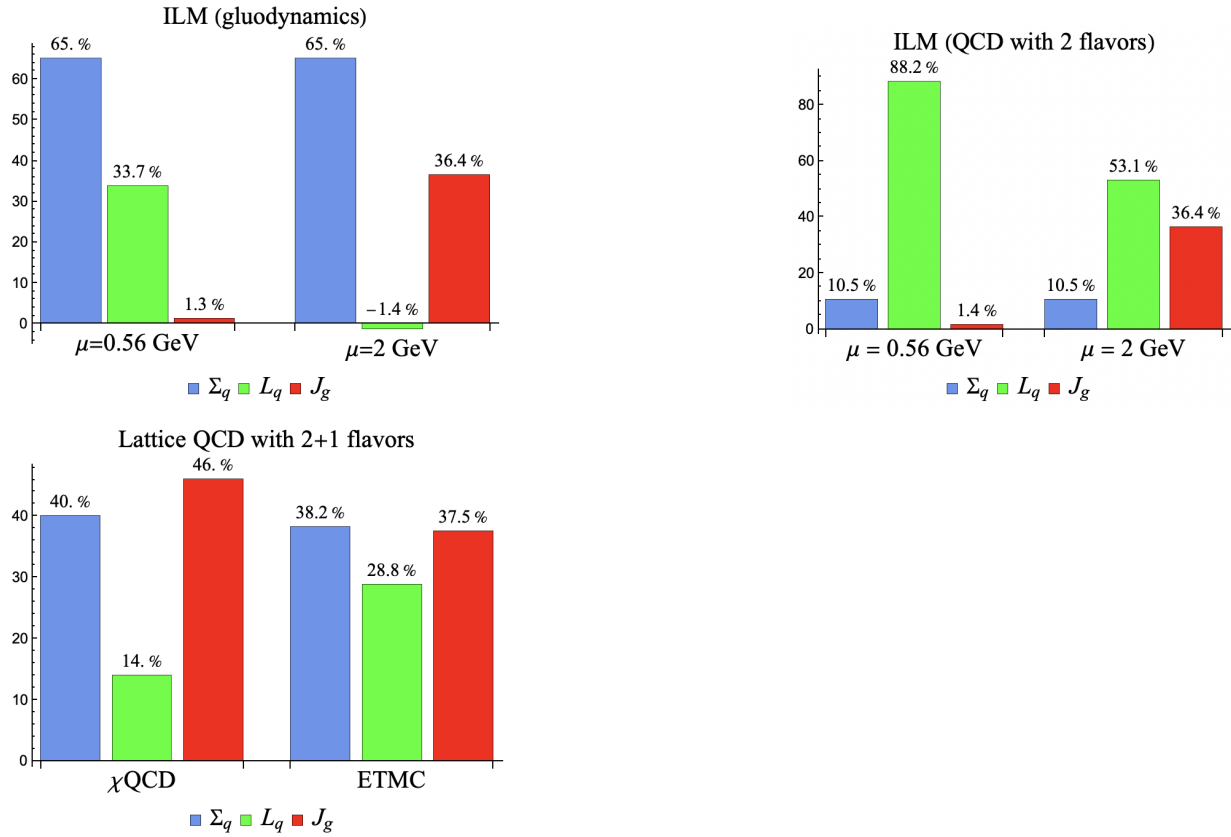 ILM (gluodynamics)
65. %
65. %
60
50
40
30
20
10
0
33.7 %
1.3 %
−1.4 %
36.4 %
μ=0.56 GeV
μ=2 GeV
Σq Lq Jg
ILM (QCD with 2 flavors)
88.2 %
80
60
40
20
0
10.5 %
1.4 %
10.5 %
53.1 %
36.4 %
μ = 0.56 GeV
μ = 2 GeV
Σq Lq Jg
Lattice QCD with 2+1 flavors
46. %
40. %
38.2 %
37.5 %
28.8 %
14. %
40
30
20
10
0
χQCD
ETMC
Σq Lq Jg